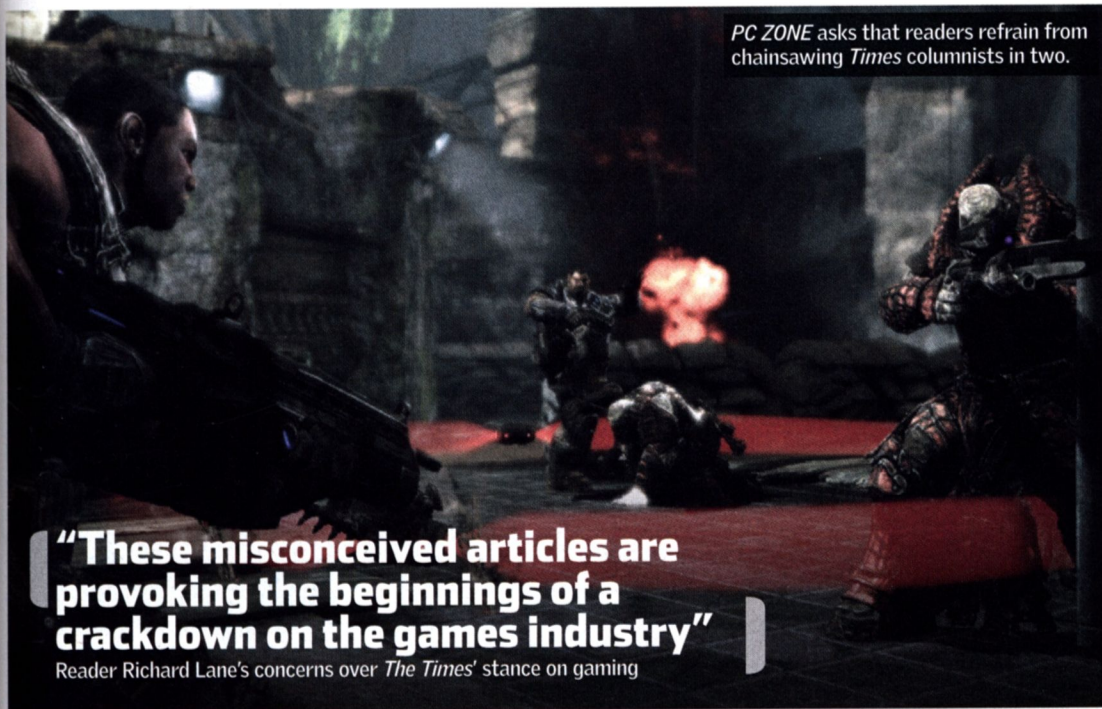 PC ZONE asks that readers refrain from
chainsawing Times columnists in two.
“These misconceived articles are
provoking the beginnings of a
crackdown on the games industry”
Reader Richard Lane’s concerns over The Times’ stance on gaming